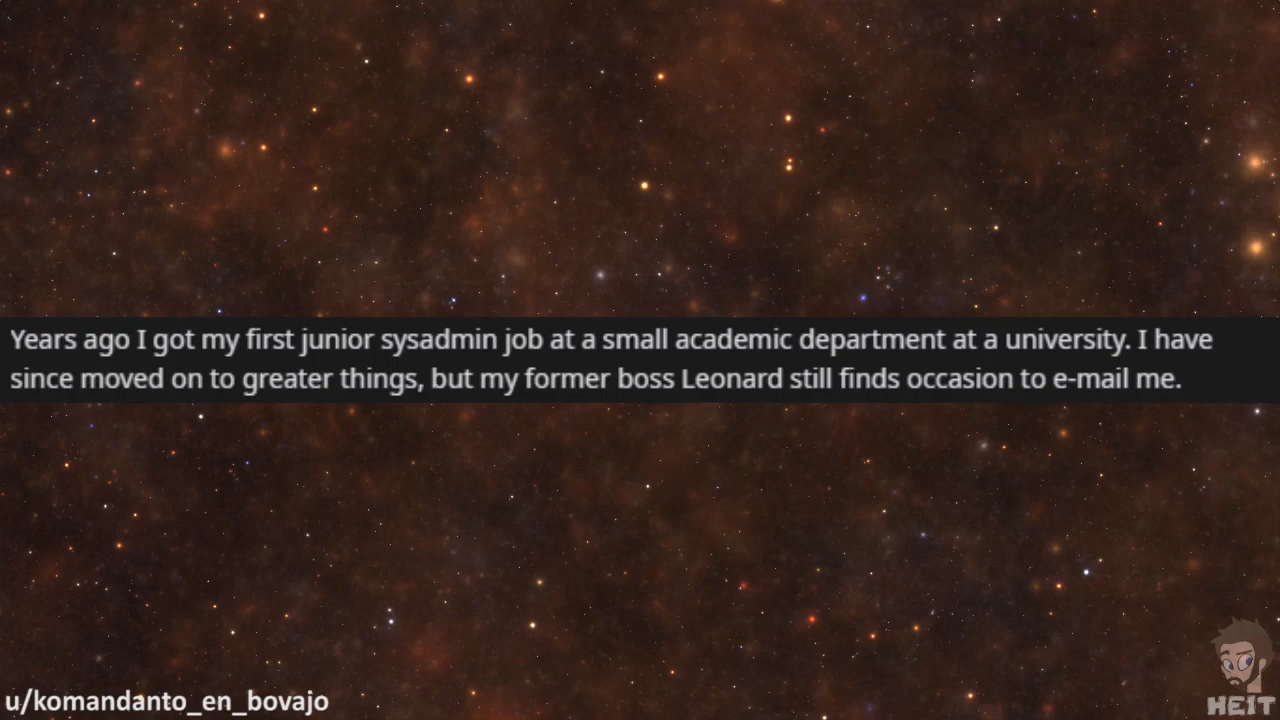 Years ago I got my first junior sysadmin job at a small academic department at a university. I have
since moved on to greater things, but my former boss Leonard still finds occasion to e-mail me.
u/komandanto_en_bovajo
HEIT